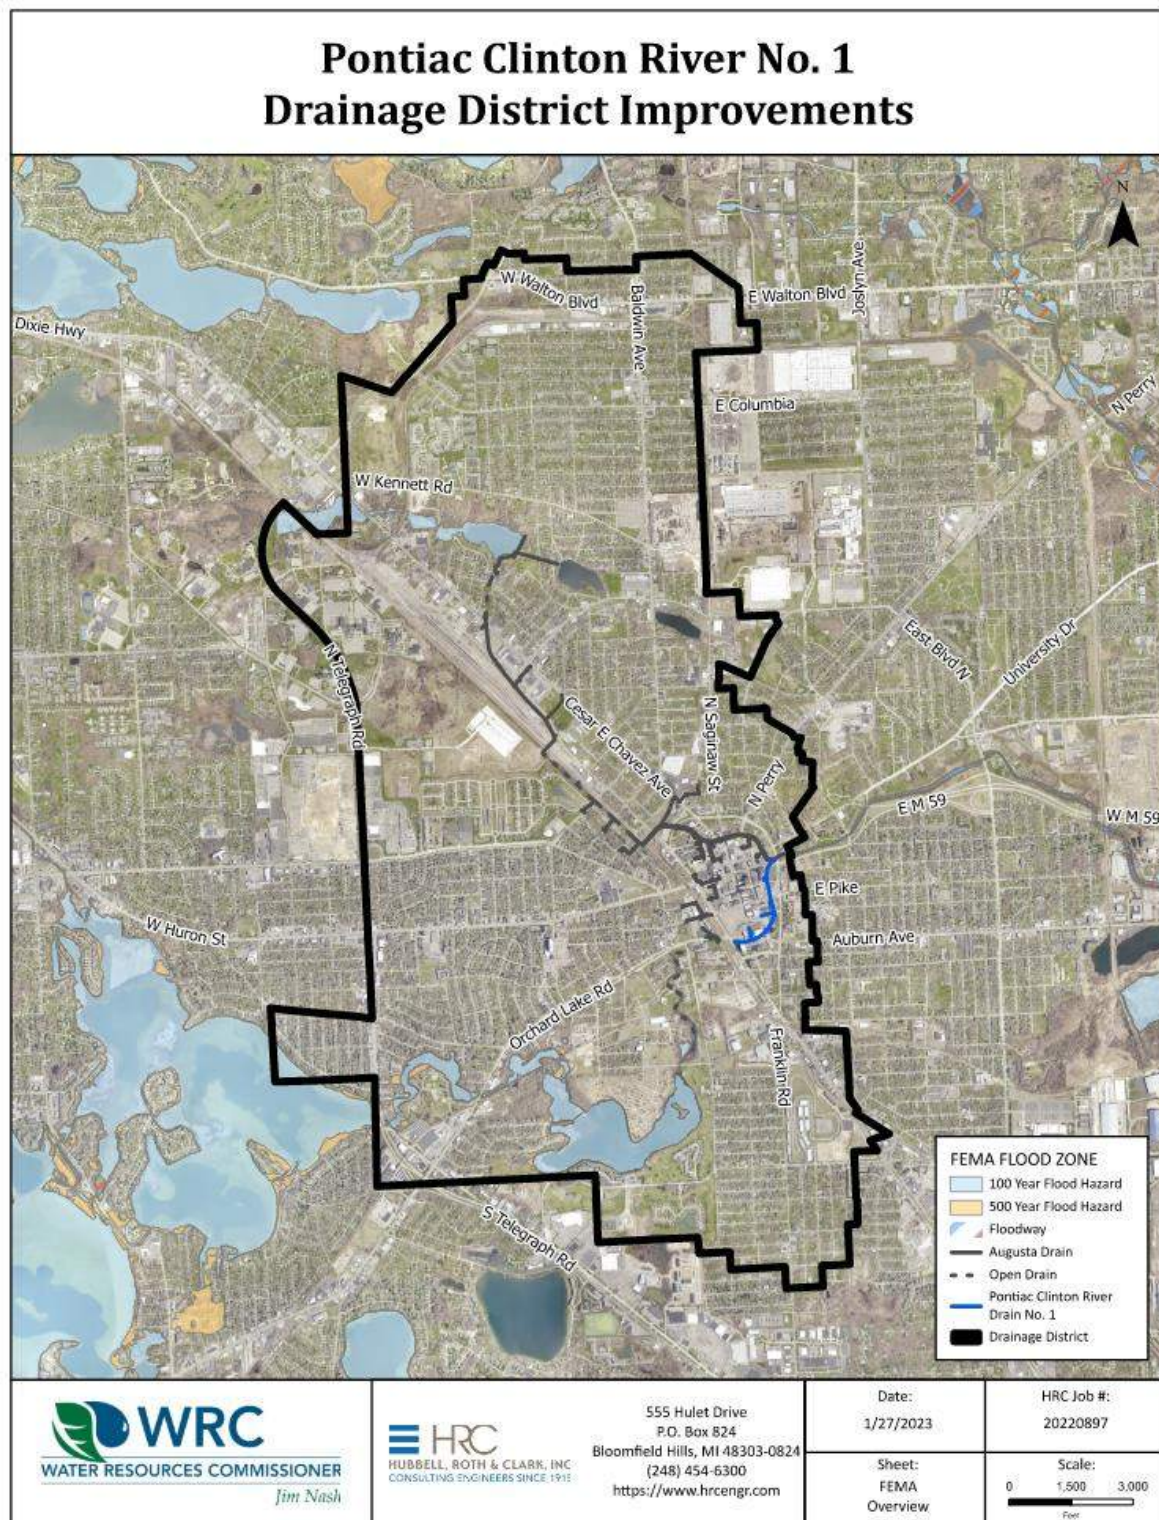 Pontiac Clinton River No. 1
Drainage District Improvements
N
W Walton Blvd
Baldwin Ave
E Walton Blvd
Joslyn Ave
Dixie Hwy
E Columbia
N Perry
W Kennett Rd
East Blvd N
University Dr
N Telegraph Rd
Cesar E Chavez Ave
N Saginaw St
N Perry
E M 59
W M 59
E Pike
W Huron St
Auburn Ave
Orchard Lake Rd
Franklin Rd
S Telegraph Rd
FEMA FLOOD ZONE
100 Year Flood Hazard
500 Year Flood Hazard
Floodway
Augusta Drain
Open Drain
Pontiac Clinton River
Drain No. 1
Drainage District
WRC
WATER RESOURCES COMMISSIONER
Jim Nash
HRC
HUBBELL, ROTH & CLARK, INC
CONSULTING ENGINEERS SINCE 1915
555 Hulet Drive
P.O. Box 824
Bloomfield Hills, MI 48303-0824
(248) 454-6300
https://www.hrcengr.com
Date:
1/27/2023
HRC Job #:
20220897
Sheet:
FEMA
Overview
Scale:
0 1,500 3,000
Feet